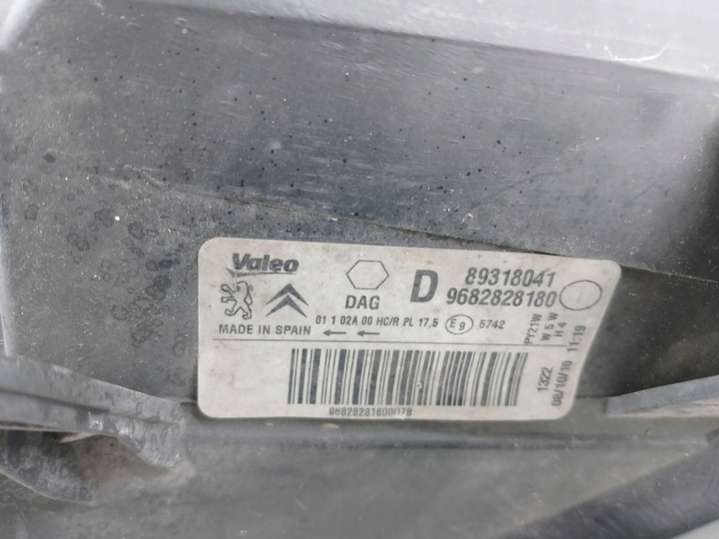 Valeo
DAG
MADE IN SPAIN
D
89318041
9682828180
01 1 02A 00 HC/R PL 17,5 E9 5742
PY21W
W5W
H4
1322
08/10/10 11:19
96828281800078